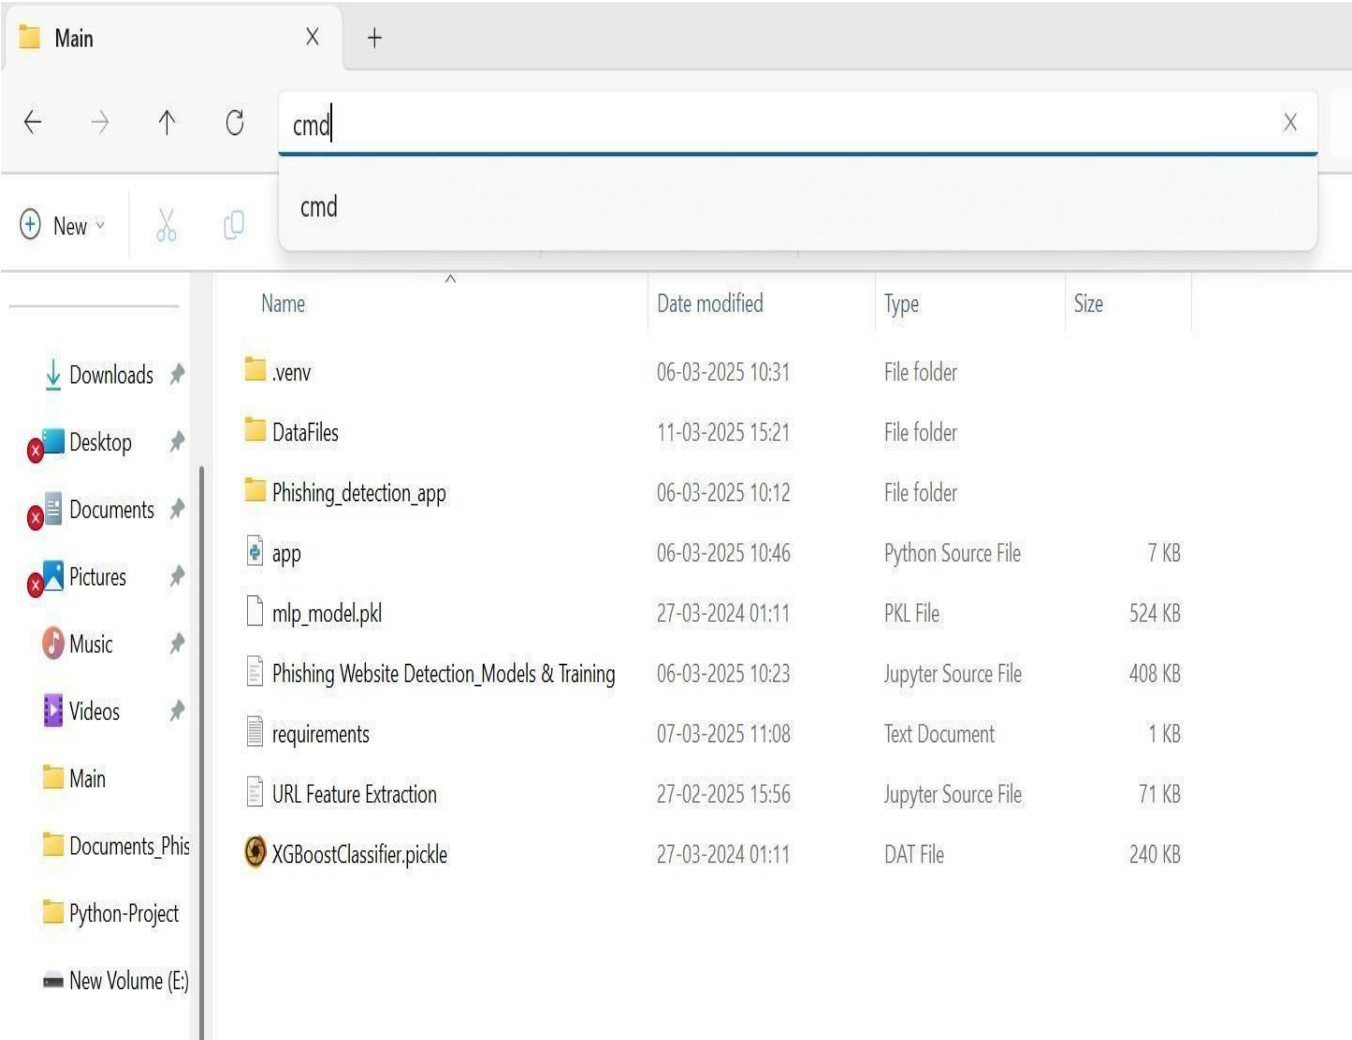 Main
cmd
cmd
New
Name Date modified Type Size
Downloads
Desktop
Documents
Pictures
Music
Videos
Main
Documents_Phis
Python-Project
New Volume (E:)
.venv 06-03-2025 10:31 File folder
DataFiles 11-03-2025 15:21 File folder
Phishing_detection_app 06-03-2025 10:12 File folder
app 06-03-2025 10:46 Python Source File 7 KB
mlp_model.pkl 27-03-2024 01:11 PKL File 524 KB
Phishing Website Detection_Models & Training 06-03-2025 10:23 Jupyter Source File 408 KB
requirements 07-03-2025 11:08 Text Document 1 KB
URL Feature Extraction 27-02-2025 15:56 Jupyter Source File 71 KB
XGBoostClassifier.pickle 27-03-2024 01:11 DAT File 240 KB